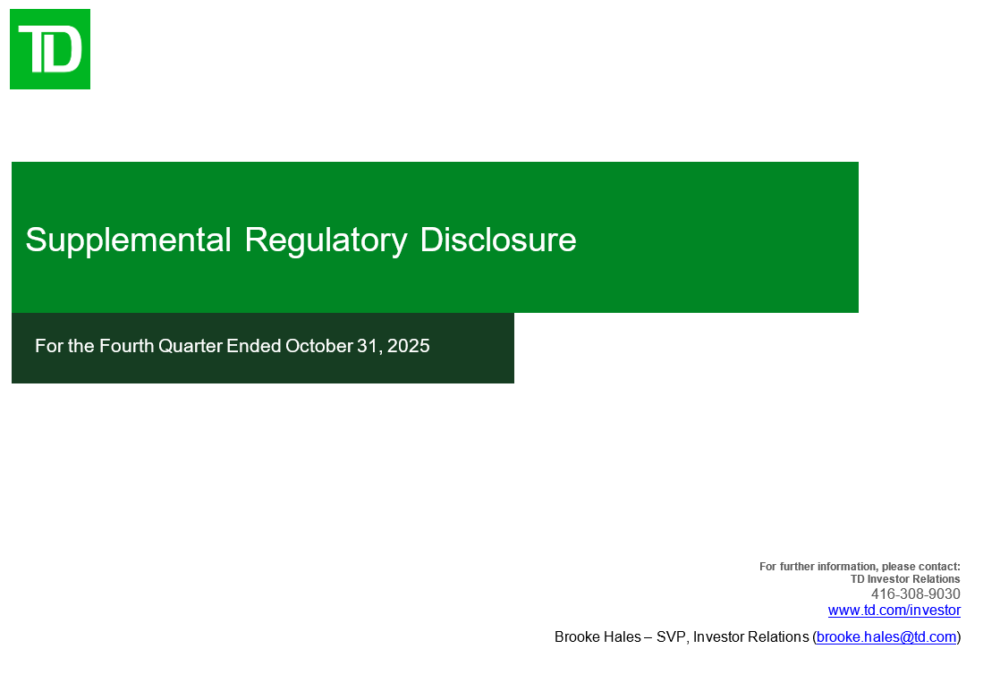 TD
Supplemental Regulatory Disclosure
For the Fourth Quarter Ended October 31, 2025
For further information, please contact:
TD Investor Relations
416-308-9030
www.td.com/investor
Brooke Hales – SVP, Investor Relations (brooke.hales@td.com)